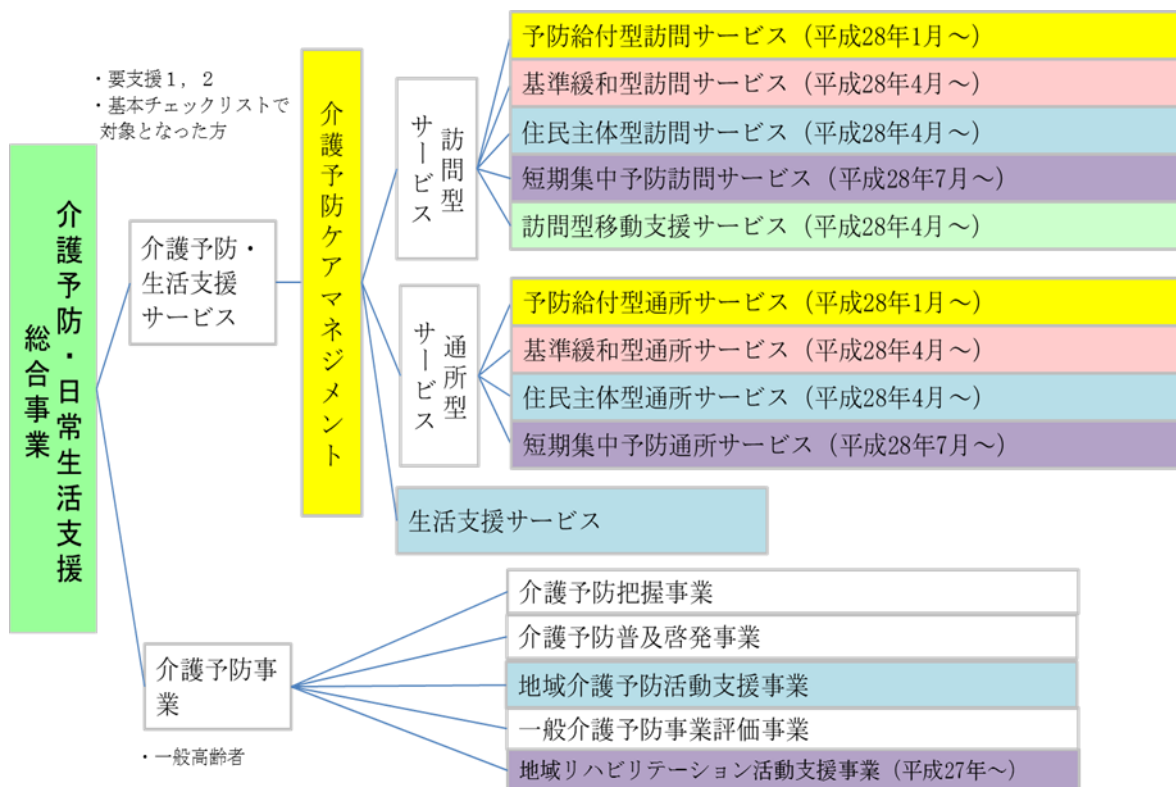 介護予防・日常生活支援
総合事業
・要支援1，2
・基本チェックリストで
対象となった方
介護予防・
生活支援
サービス
介護予防ケアマネジメント
訪問型
サービス
予防給付型訪問サービス（平成28年1月～）
基準緩和型訪問サービス（平成28年4月～）
住民主体型訪問サービス（平成28年4月～）
短期集中予防訪問サービス（平成28年7月～）
訪問型移動支援サービス（平成28年4月～）
通所型
サービス
予防給付型通所サービス（平成28年1月～）
基準緩和型通所サービス（平成28年4月～）
住民主体型通所サービス（平成28年4月～）
短期集中予防通所サービス（平成28年7月～）
生活支援サービス
介護予防事
業
・一般高齢者
介護予防把握事業
介護予防普及啓発事業
地域介護予防活動支援事業
一般介護予防事業評価事業
地域リハビリテーション活動支援事業（平成27年～）